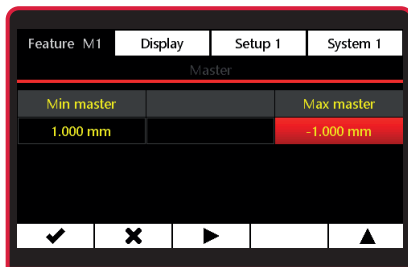 Feature M1 Display Setup 1 System 1
Master
Min master Max master
1.000 mm -1.000 mm